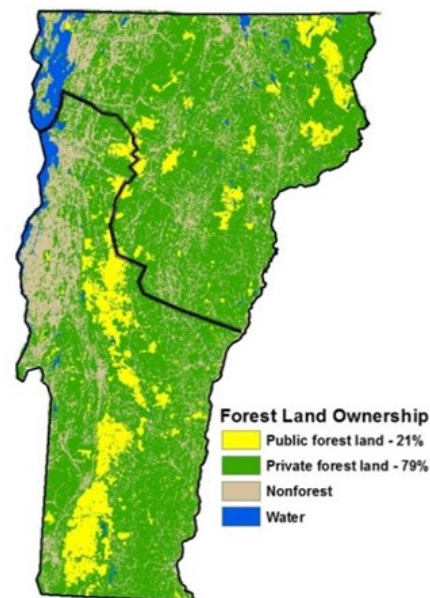 Forest Land Ownership
Public forest land - 21%
Private forest land - 79%
Nonforest
Water